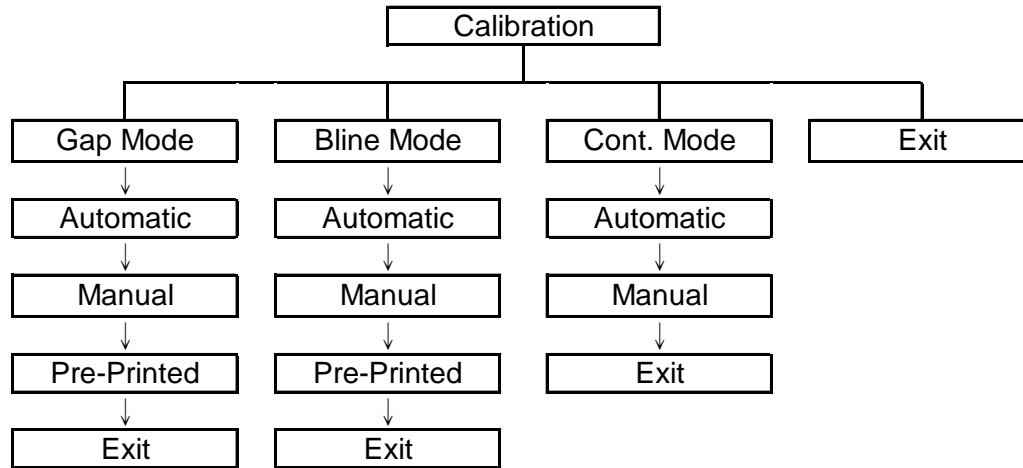 Calibration
Gap Mode
Bline Mode
Cont. Mode
Exit
Automatic
Automatic
Automatic
Manual
Manual
Manual
Pre-Printed
Pre-Printed
Exit
Exit
Exit